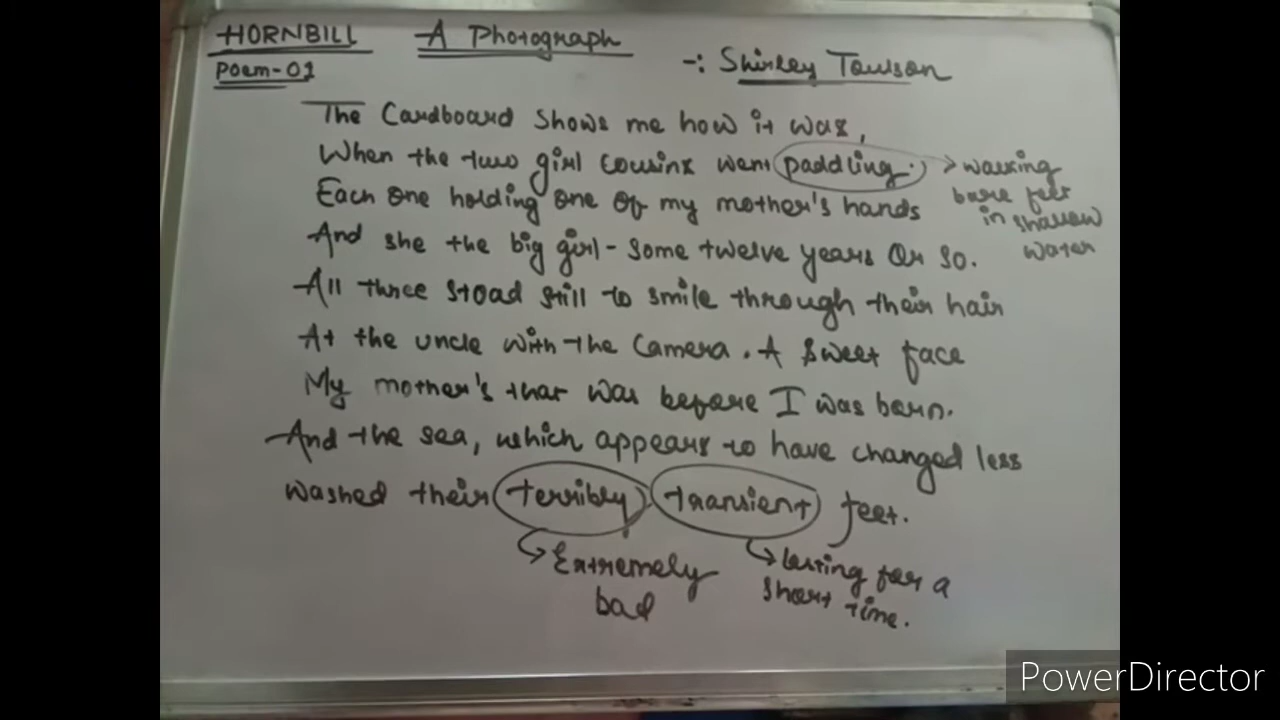 HORNBILL A Photograph
Poem-01 -: Shirley Toulson
The Cardboard shows me how it was,
When the two girl cousins went paddling. → walking bare feet in shallow water
Each one holding one of my mother's hands
And she the big girl - some twelve years or so.
All three stood still to smile through their hair
At the uncle with the camera. A sweet face
My mother's that was before I was born.
And the sea, which appears to have changed less
washed their terribly transient feet.
→ Extremely bad
→ lasting for a short time.
PowerDirector